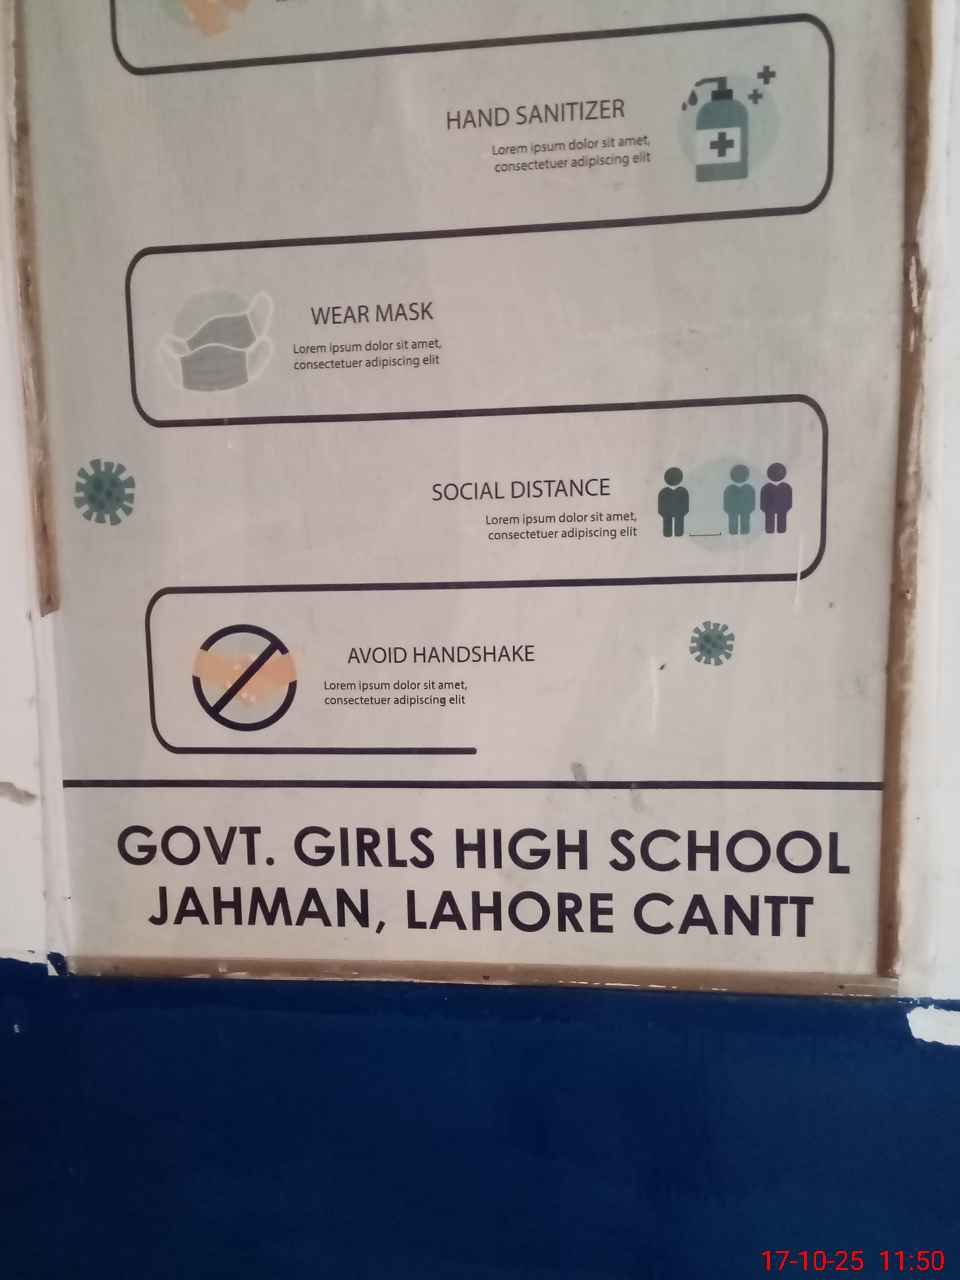 HAND SANITIZER
Lorem ipsum dolor sit amet,
consectetuer adipiscing elit
WEAR MASK
Lorem ipsum dolor sit amet,
consectetuer adipiscing elit
SOCIAL DISTANCE
Lorem ipsum dolor sit amet,
consectetuer adipiscing elit
AVOID HANDSHAKE
Lorem ipsum dolor sit amet,
consectetuer adipiscing elit
GOVT. GIRLS HIGH SCHOOL
JAHMAN, LAHORE CANTT
17-10-25 11:50